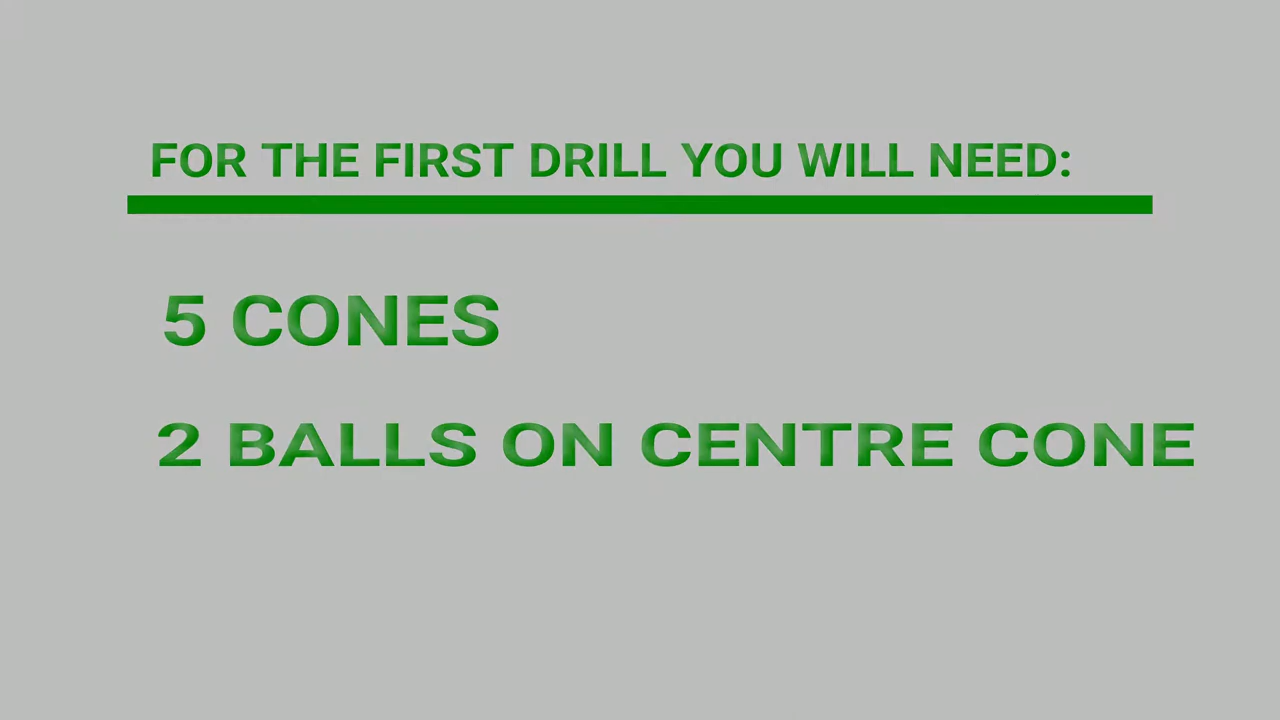 FOR THE FIRST DRILL YOU WILL NEED:
5 CONES
2 BALLS ON CENTRE CONE